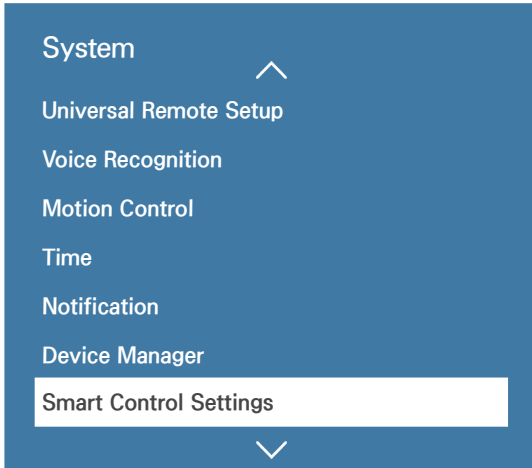 System
Universal Remote Setup
Voice Recognition
Motion Control
Time
Notification
Device Manager
Smart Control Settings